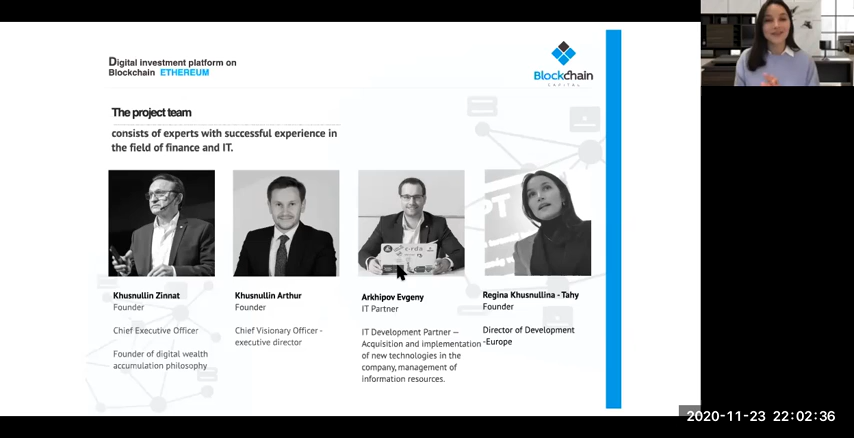 Digital investment platform on
Blockchain ETHEREUM
Blockchain
CAPITAL
The project team
consists of experts with successful experience in
the field of finance and IT.
Khusnullin Zinnat
Founder
Chief Executive Officer
Founder of digital wealth
accumulation philosophy
Khusnullin Arthur
Founder
Chief Visionary Officer -
executive director
Arkhipov Evgeny
IT Partner
IT Development Partner —
Acquisition and implementation
of new technologies in the
company, management of
information resources.
Regina Khusnullina - Tahy
Founder
Director of Development
-Europe
2020-11-23 22:02:36